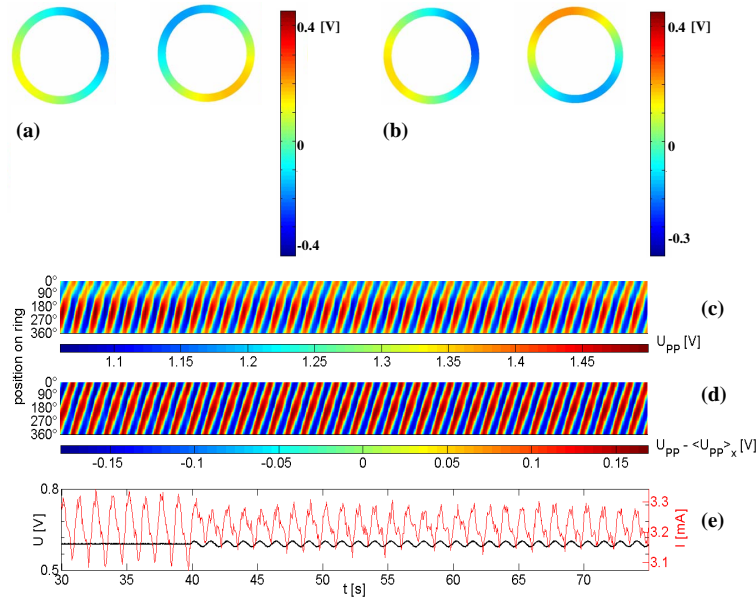 0.4 [V]
0
-0.4
(a)
0.4 [V]
0
-0.3
(b)
position on ring
0°
90°
180°
270°
360°
(c)
1.1 1.15 1.2 1.25 1.3 1.35 1.4 1.45
U_PP [V]
0°
90°
180°
270°
360°
(d)
-0.15 -0.1 -0.05 0 0.05 0.1 0.15
U_PP - <U_PP>_x [V]
0.8
0.5
U [V]
(e)
3.3
3.2
3.1
I [mA]
30 35 40 45 50 55 60 65 70
t [s]